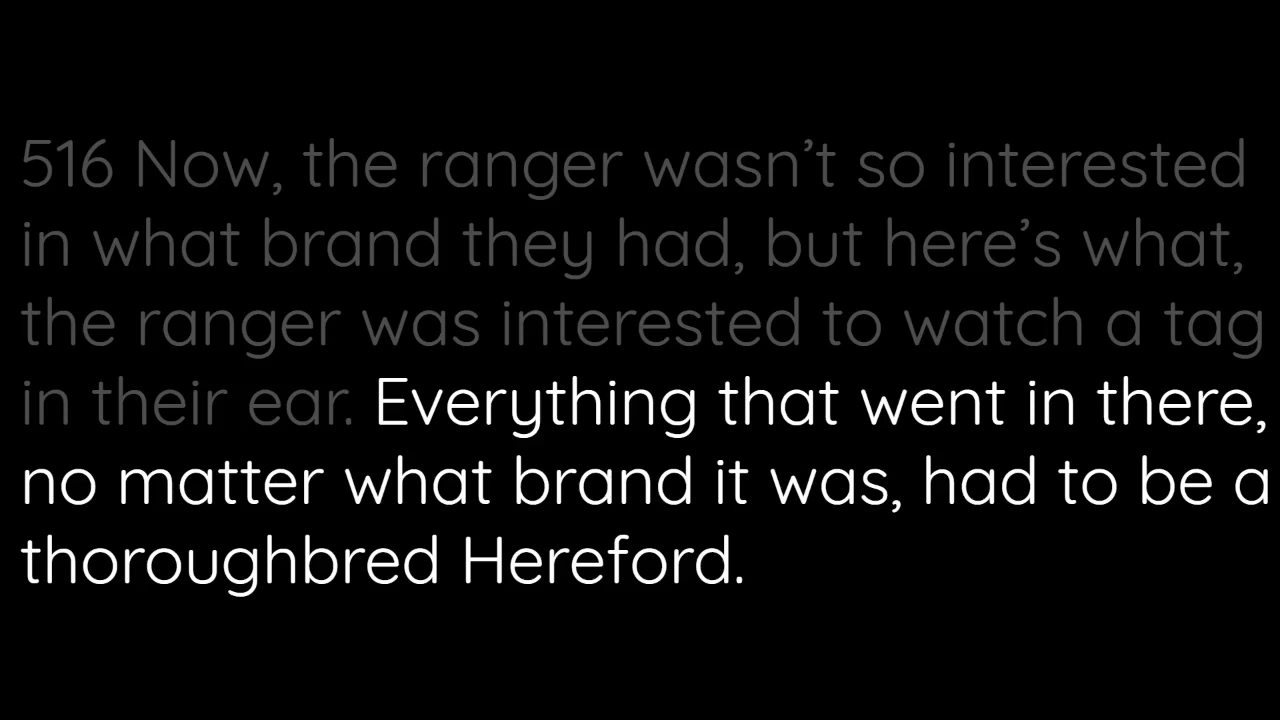 516 Now, the ranger wasn’t so interested
in what brand they had, but here’s what,
the ranger was interested to watch a tag
in their ear. Everything that went in there,
no matter what brand it was, had to be a
thoroughbred Hereford.